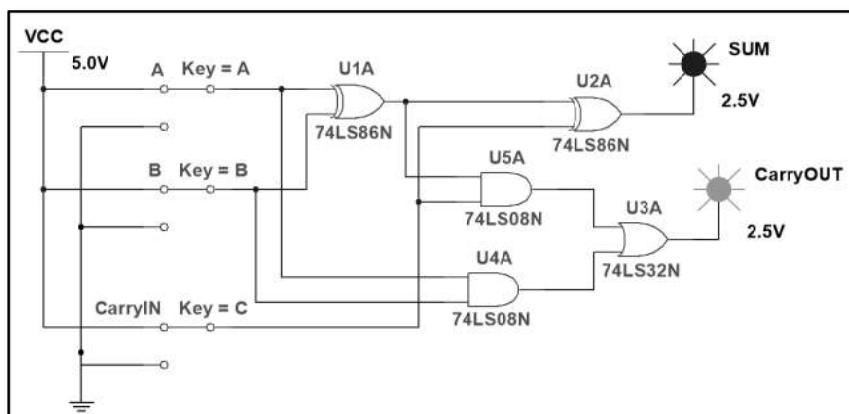 VCC
5.0V
A Key = A
U1A
74LS86N
U2A
74LS86N
SUM
2.5V
B Key = B
U5A
74LS08N
U3A
74LS32N
CarryOUT
2.5V
U4A
74LS08N
CarryIN Key = C